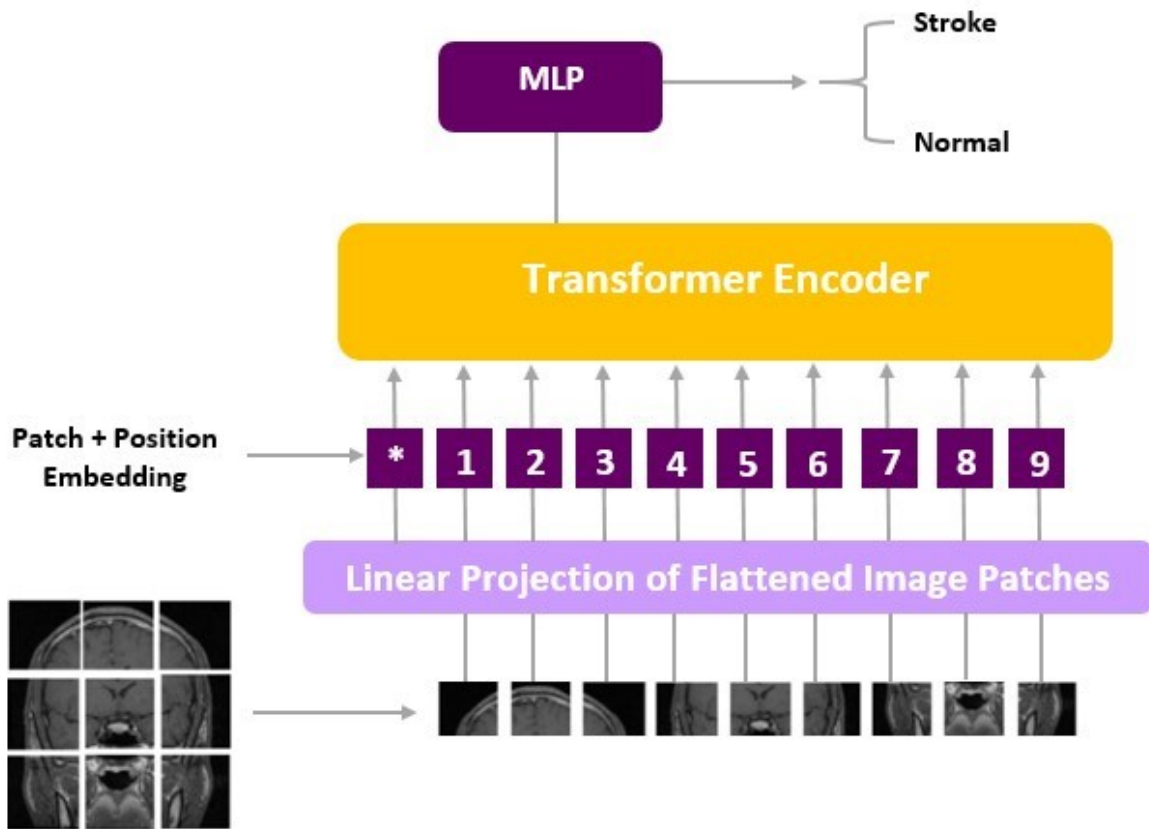 MLP
Stroke
Normal
Transformer Encoder
Patch + Position
Embedding
* 1 2 3 4 5 6 7 8 9
Linear Projection of Flattened Image Patches